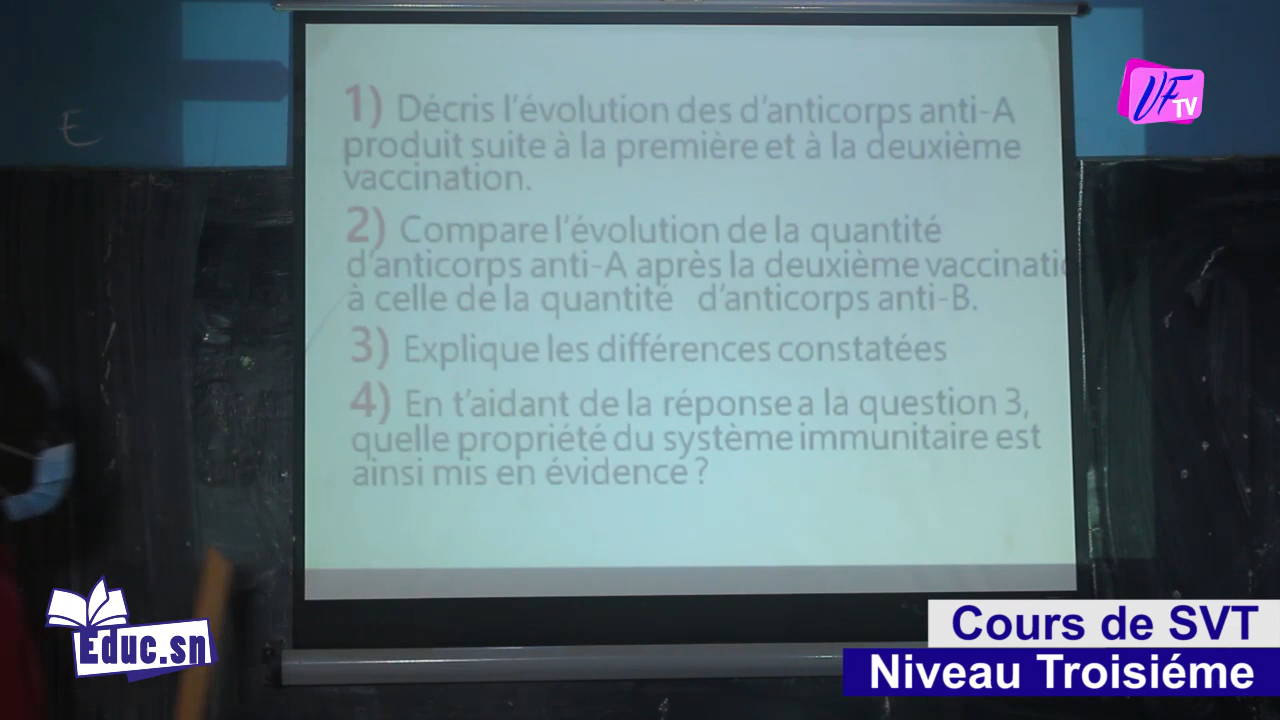 E
VF
TV
1) Décris l'évolution des d'anticorps anti-A
produit suite à la première et à la deuxième
vaccination.
2) Compare l'évolution de la quantité
d'anticorps anti-A après la deuxième vaccinatio
à celle de la quantité d'anticorps anti-B.
3) Explique les différences constatées
4) En t'aidant de la réponse a la question 3,
quelle propriété du système immunitaire est
ainsi mis en évidence ?
Educ.sn
Cours de SVT
Niveau Troisiéme